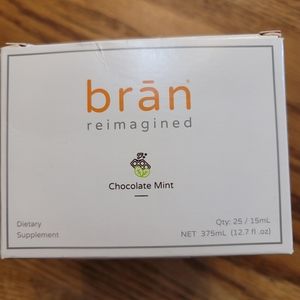 brān
reimagined
Chocolate Mint
Dietary
Supplement
Qty: 25 / 15mL
NET 375mL (12.7 fl .oz)